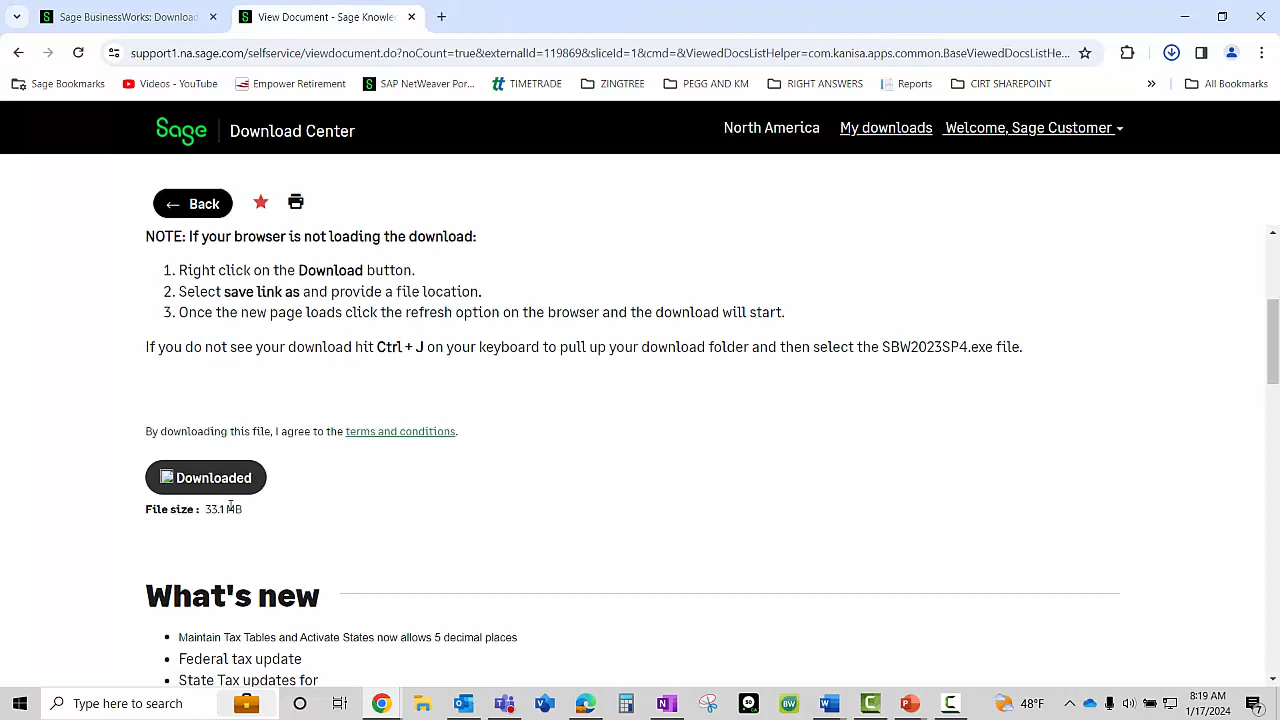 Sage BusinessWorks: Download
View Document - Sage Knowle
support1.na.sage.com/selfservice/viewdocument.do?noCount=true&externalId=119869&sliceId=1&cmd=&ViewedDocsListHelper=com.kanisa.apps.common.BaseViewedDocsListHe...
Sage Bookmarks
Videos - YouTube
Empower Retirement
SAP NetWeaver Por...
TIMETRADE
ZINGTREE
PEGG AND KM
RIGHT ANSWERS
Reports
CIRT SHAREPOINT
»
All Bookmarks
Sage
Download Center
North America
My downloads
Welcome, Sage Customer
← Back
NOTE: If your browser is not loading the download:
1. Right click on the Download button.
2. Select save link as and provide a file location.
3. Once the new page loads click the refresh option on the browser and the download will start.
If you do not see your download hit Ctrl + J on your keyboard to pull up your download folder and then select the SBW2023SP4.exe file.
By downloading this file, I agree to the terms and conditions.
Downloaded
File size : 33.1 MB
What's new
• Maintain Tax Tables and Activate States now allows 5 decimal places
• Federal tax update
• State Tax updates for
Type here to search
48°F
8:19 AM
1/17/2024